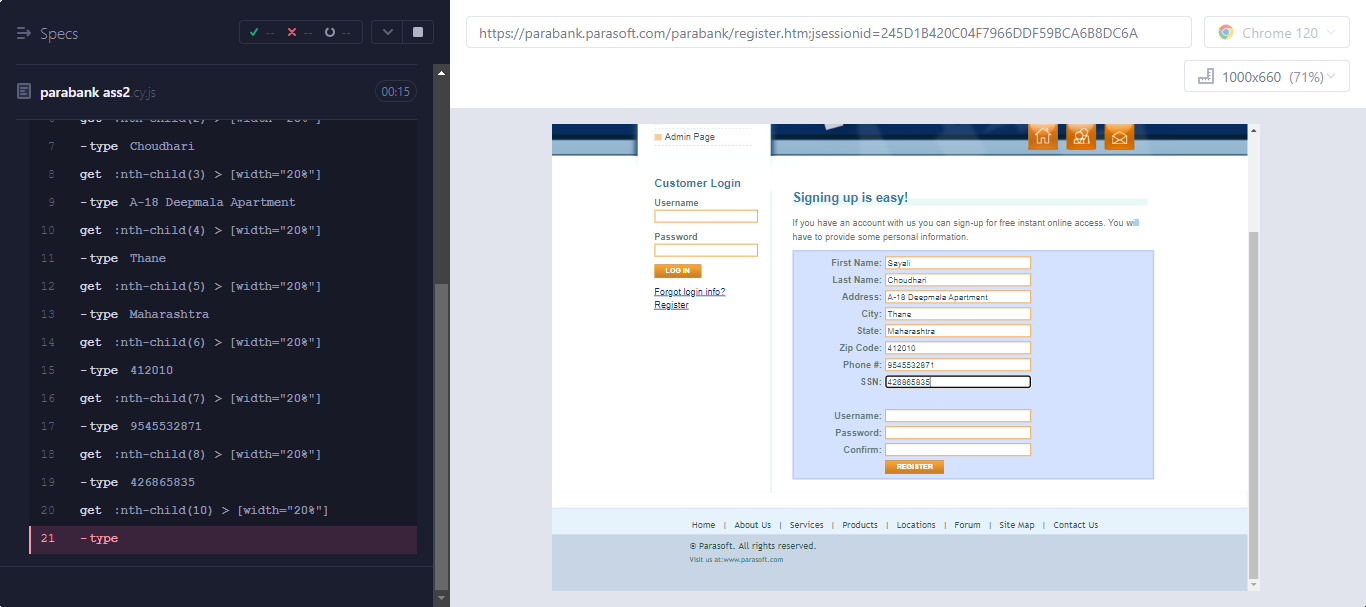 Specs
-- -- --
parabank ass2.cy.js 00:15
6 get :nth-child(2) > [width="20%"]
7 -type Choudhari
8 get :nth-child(3) > [width="20%"]
9 -type A-18 Deepmala Apartment
10 get :nth-child(4) > [width="20%"]
11 -type Thane
12 get :nth-child(5) > [width="20%"]
13 -type Maharashtra
14 get :nth-child(6) > [width="20%"]
15 -type 412010
16 get :nth-child(7) > [width="20%"]
17 -type 9545532871
18 get :nth-child(8) > [width="20%"]
19 -type 426865835
20 get :nth-child(10) > [width="20%"]
21 -type
https://parabank.parasoft.com/parabank/register.htm;jsessionid=245D1B420C04F7966DDF59BCA6B8DC6A
Chrome 120
1000x660 (71%)
Admin Page
Customer Login
Username
Password
LOG IN
Forgot login info?
Register
Signing up is easy!
If you have an account with us you can sign-up for free instant online access. You will
have to provide some personal information.
First Name: Sayali
Last Name: Choudhari
Address: A-18 Deepmala Apartment
City: Thane
State: Maharashtra
Zip Code: 412010
Phone #: 9545532871
SSN: 426865835
Username:
Password:
Confirm:
REGISTER
Home | About Us | Services | Products | Locations | Forum | Site Map | Contact Us
© Parasoft. All rights reserved.
Visit us at:www.parasoft.com